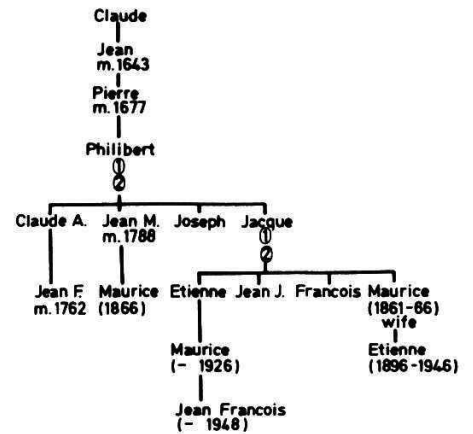 Claude
Jean
m.1643
Pierre
m.1677
Philibert
①
②
Claude A. Jean M. Joseph Jacque
m.1788
①
②
Jean F. Maurice Etienne Jean J. Francois Maurice
m.1762 (1866) (1861-66)
wife
Maurice Etienne
(- 1926) (1896-1946)
Jean Francois
(- 1948)